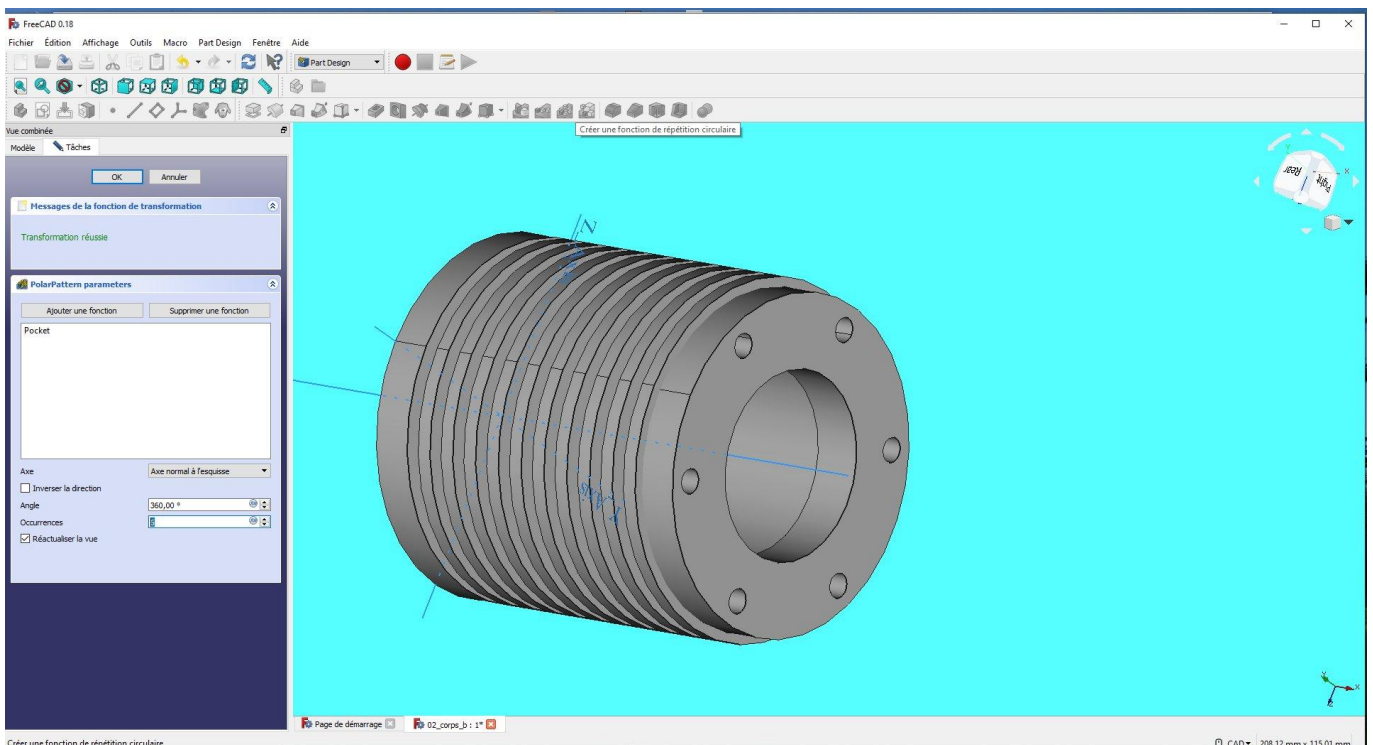 FreeCAD 0.18
Fichier Édition Affichage Outils Macro Part Design Fenêtre Aide
Part Design
Créer une fonction de répétition circulaire
Vue combinée
Modèle Tâches
OK Annuler
Messages de la fonction de transformation
Transformation réussie
PolarPattern parameters
Ajouter une fonction Supprimer une fonction
Pocket
Axe Axe normal à l'esquisse
Inverser la direction
Angle 360,00 °
Occurrences 6
Réactualiser la vue
Rear
Right
Y
X
Y
X
Z
Page de démarrage 02_corps_b : 1*
Créer une fonction de répétition circulaire CAD 208.12 mm x 115.01 mm